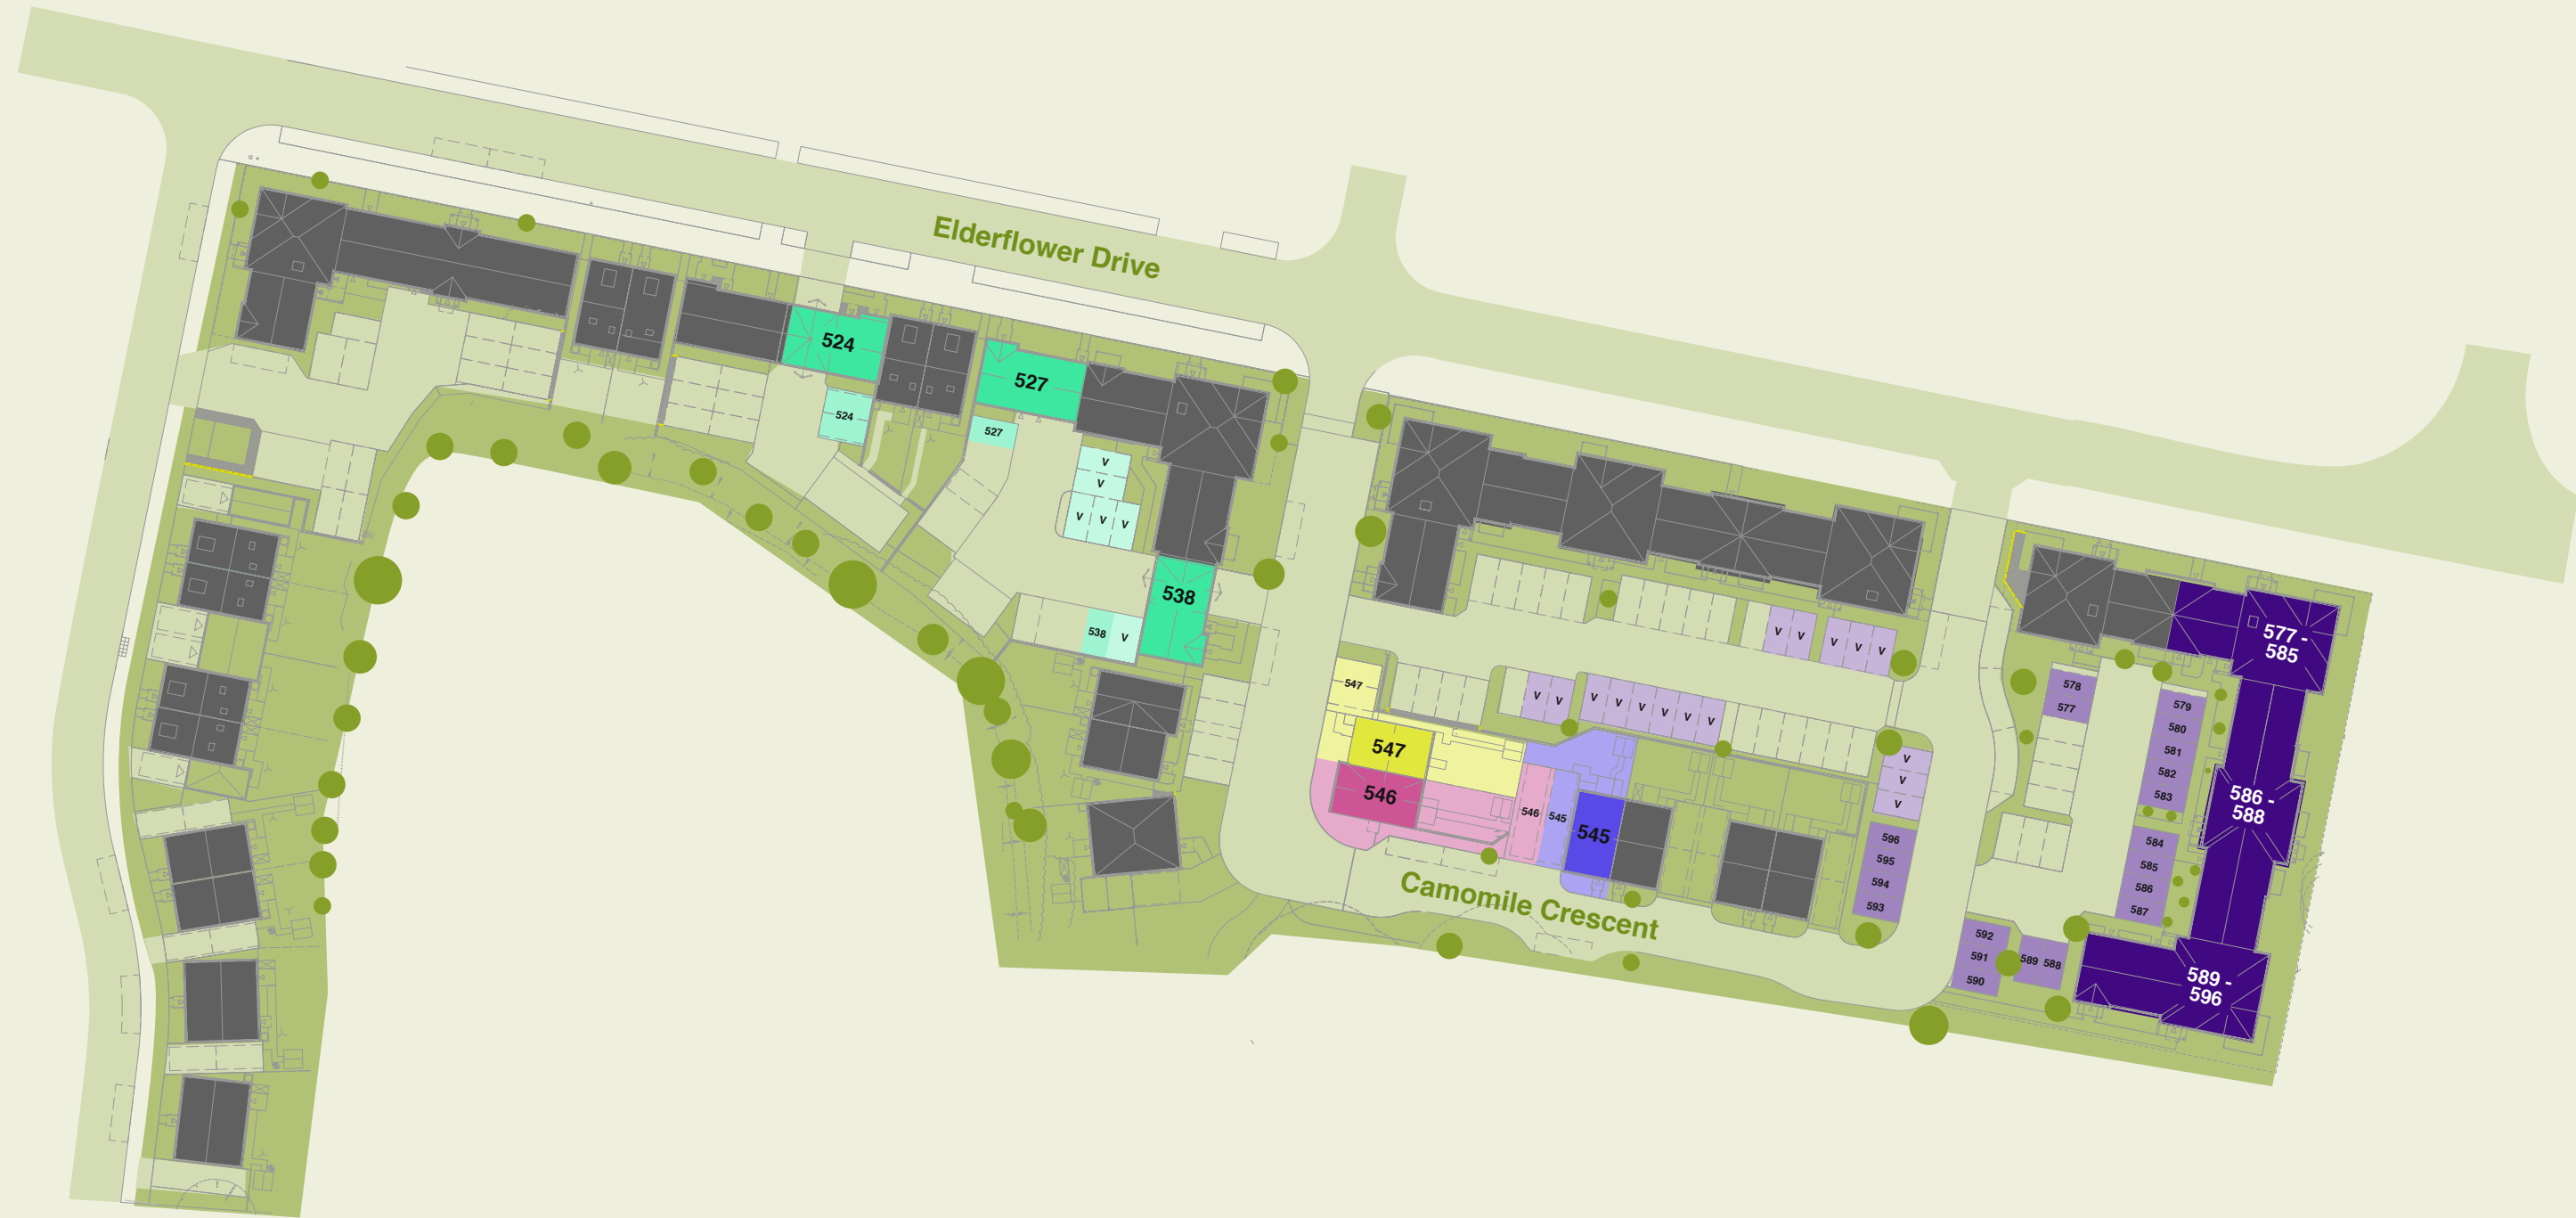 Elderflower Drive
524
524
527
527
V
V
V V V
538
538 V
V V V V V
547
V V V V V V V V
547
546
546 545 545
V
V
V
596
595
594
593
Camomile Crescent
577 -
585
578
577
579
580
581
582
583
586 -
588
584
585
586
587
592
591
590
589 588
589 -
596